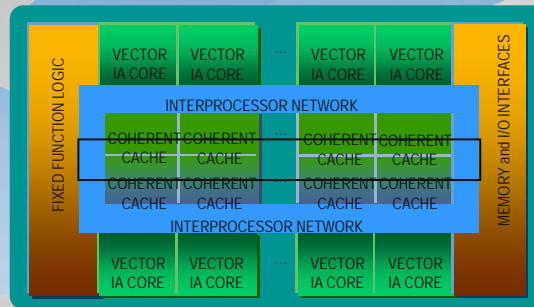 VECTOR VECTOR ... VECTOR VECTOR
IA CORE IA CORE IA CORE IA CORE
INTERPROCESSOR NETWORK
FIXED FUNCTION LOGIC
COHERENT COHERENT ... COHERENT COHERENT
CACHE CACHE CACHE CACHE
COHERENT COHERENT ... COHERENT COHERENT
CACHE CACHE CACHE CACHE
MEMORY and I/O INTERFACES
INTERPROCESSOR NETWORK
VECTOR VECTOR ... VECTOR VECTOR
IA CORE IA CORE IA CORE IA CORE